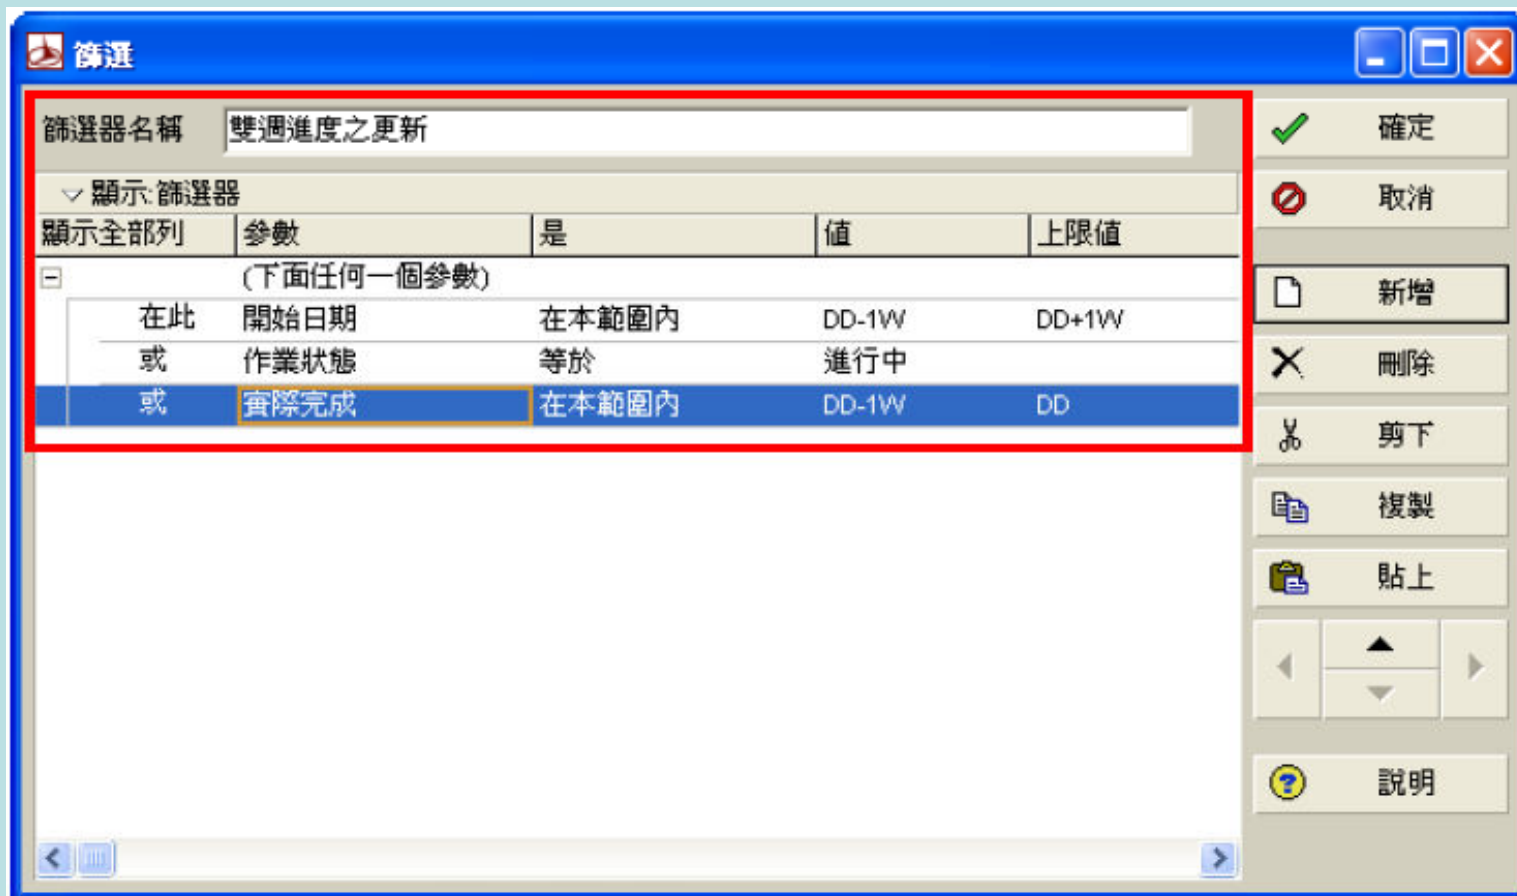 篩選
篩選器名稱 雙週進度之更新
顯示:篩選器
顯示全部列 參數 是 值 上限值
(下面任何一個參數)
在此 開始日期 在本範圍內 DD-1W DD+1W
或 作業狀態 等於 進行中
或 實際完成 在本範圍內 DD-1W DD
確定
取消
新增
刪除
剪下
複製
貼上
說明